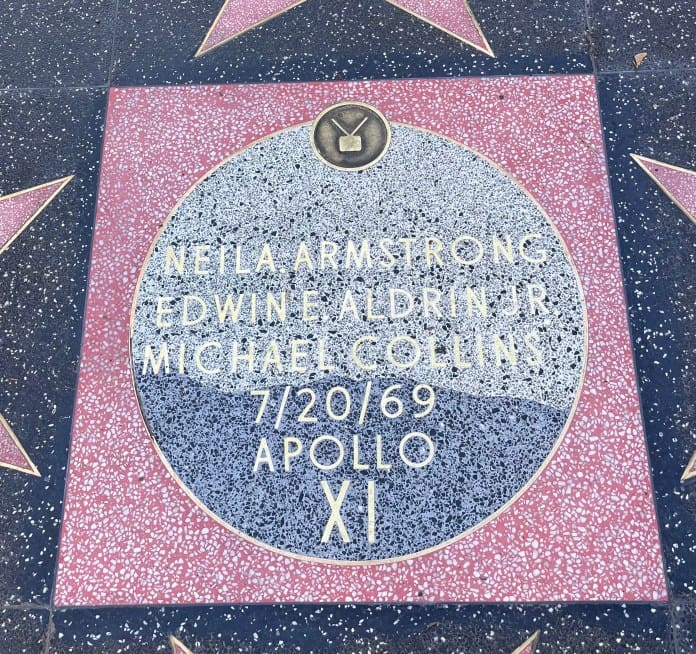 NEIL A. ARMSTRONG
EDWIN E. ALDRIN JR.
MICHAEL COLLINS
7/20/69
APOLLO
XI